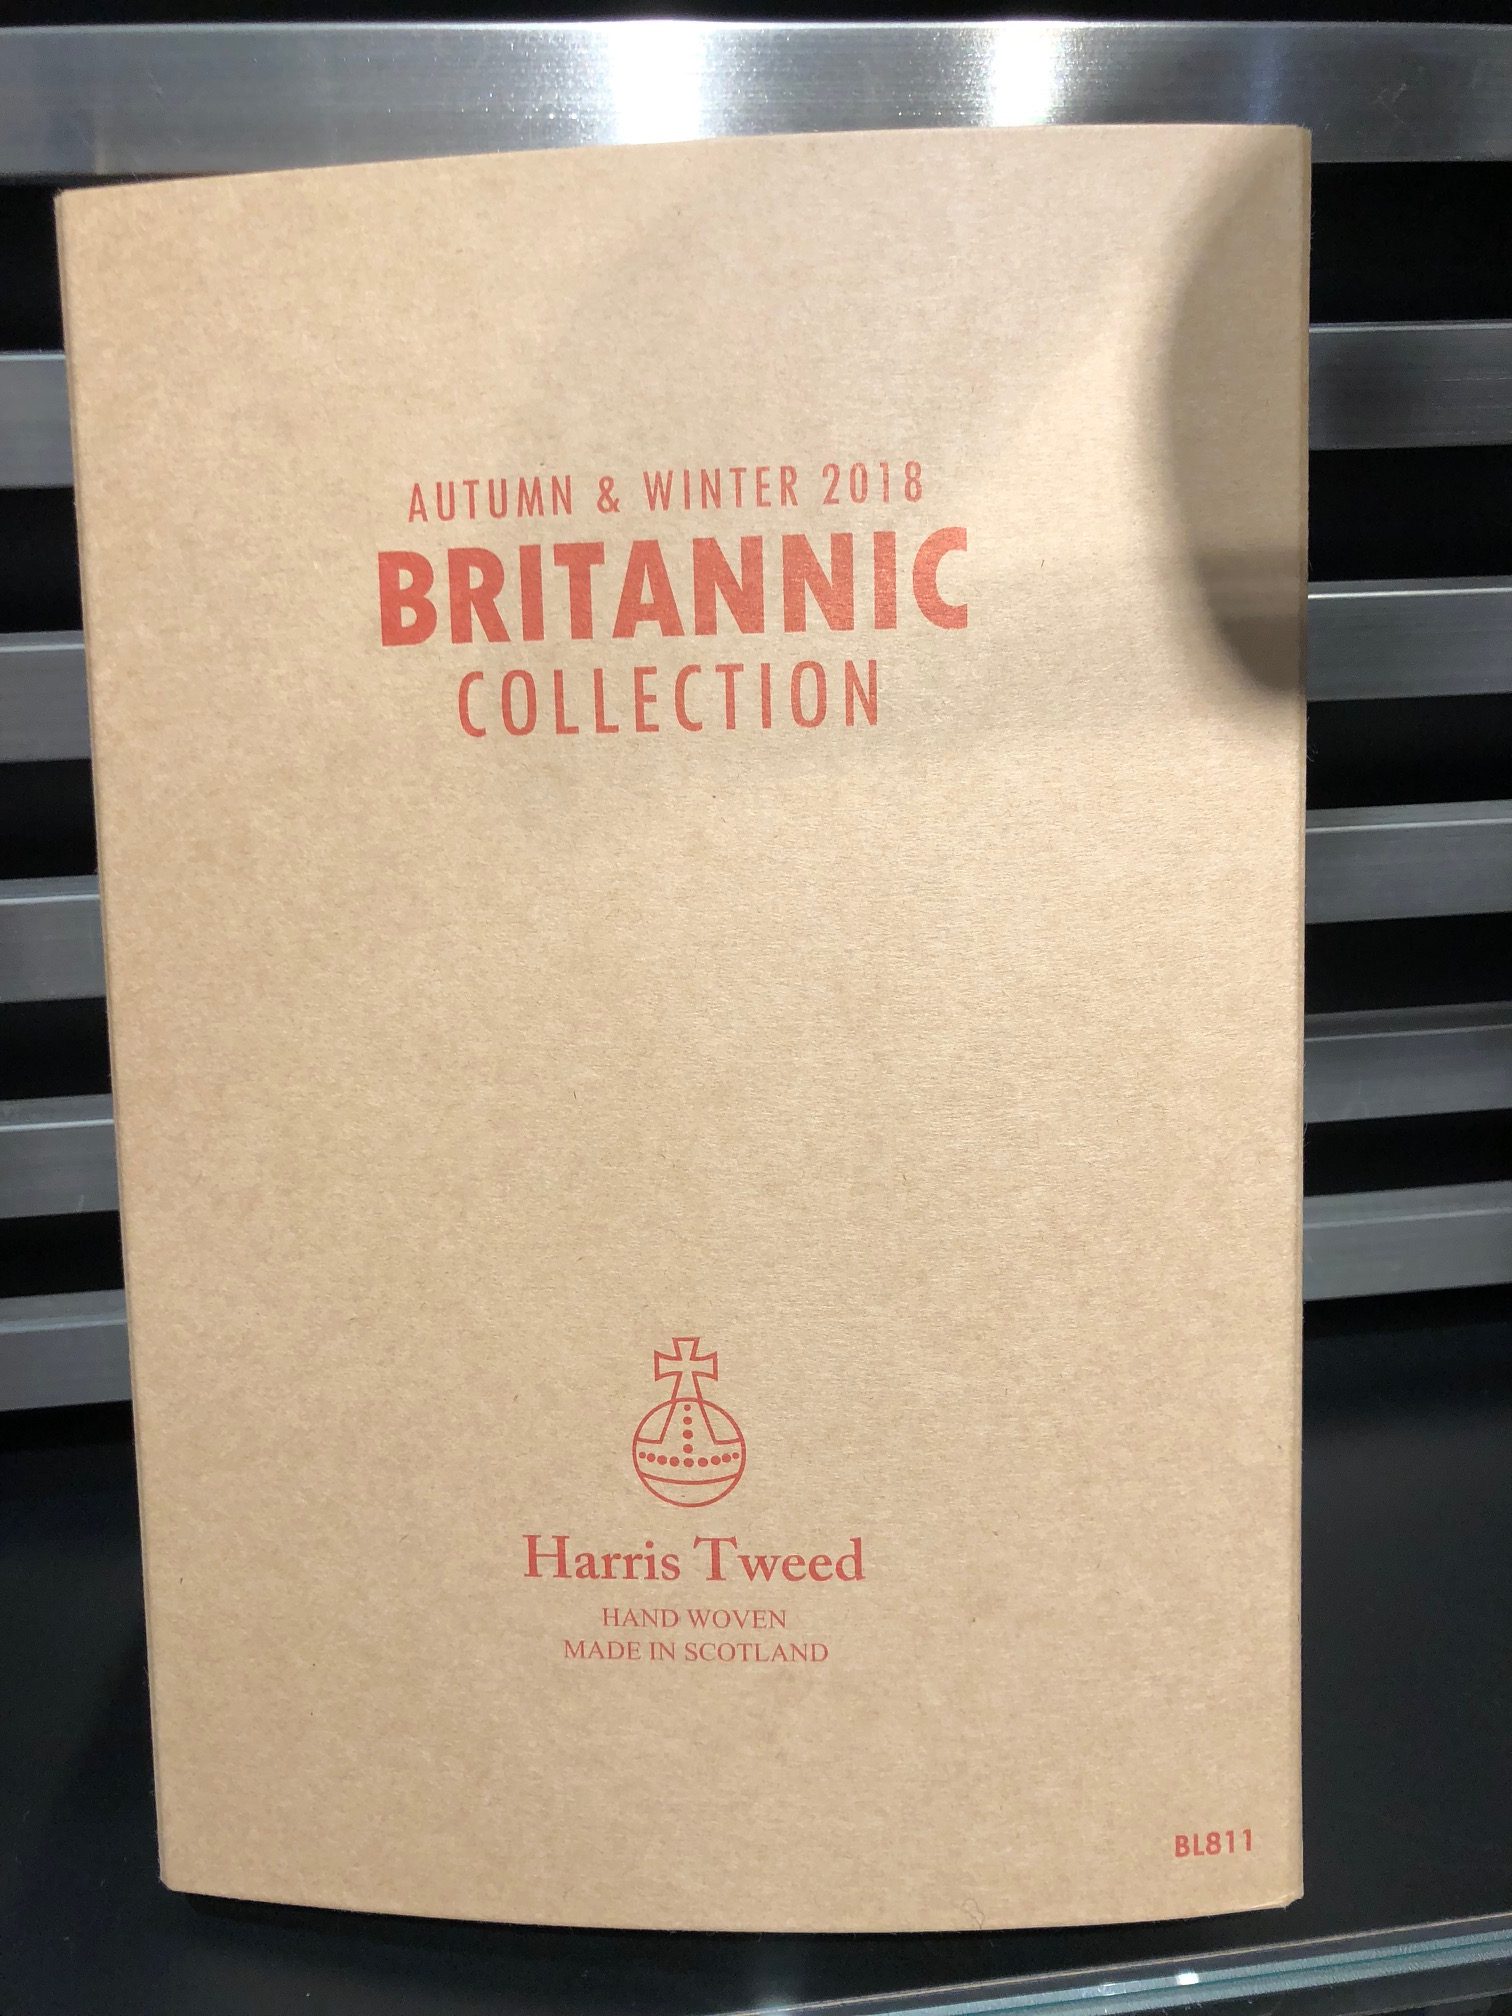 AUTUMN & WINTER 2018
BRITANNIC
COLLECTION
Harris Tweed
HAND WOVEN
MADE IN SCOTLAND
BL811